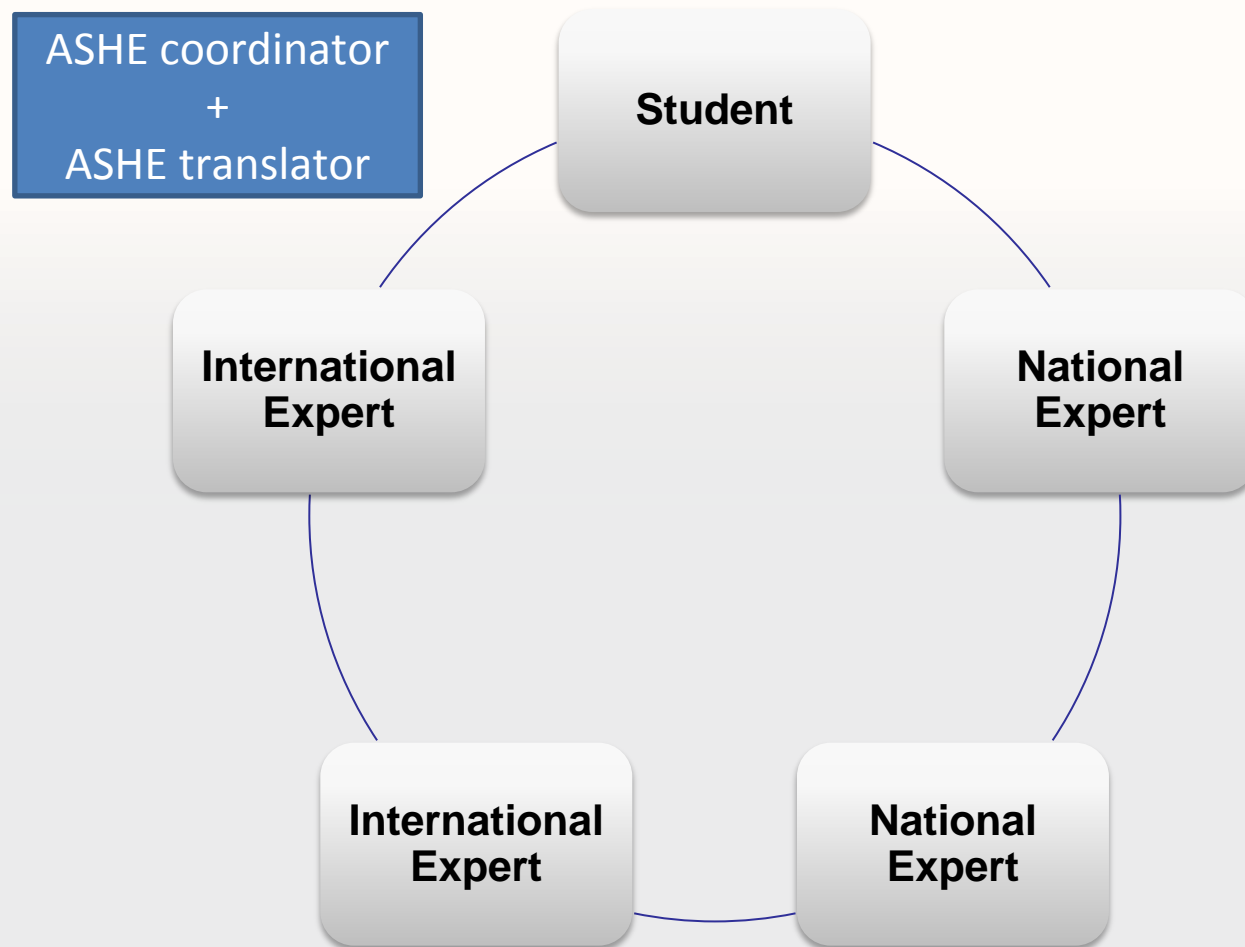 ASHE coordinator
+
ASHE translator
Student
International
Expert
National
Expert
International
Expert
National
Expert